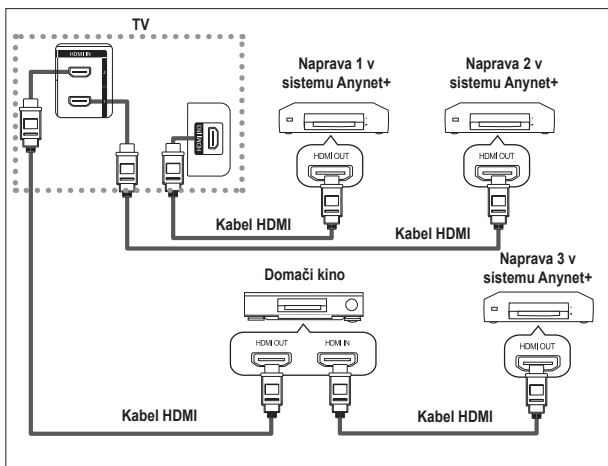 TV
HDMI IN
Naprava 1 v
sistemu Anynet+
Naprava 2 v
sistemu Anynet+
HDMI IN
HDMI OUT
HDMI OUT
Kabel HDMI
Kabel HDMI
Domači kino
Naprava 3 v
sistemu Anynet+
HDMI OUT
HDMI IN
HDMI OUT
Kabel HDMI
Kabel HDMI